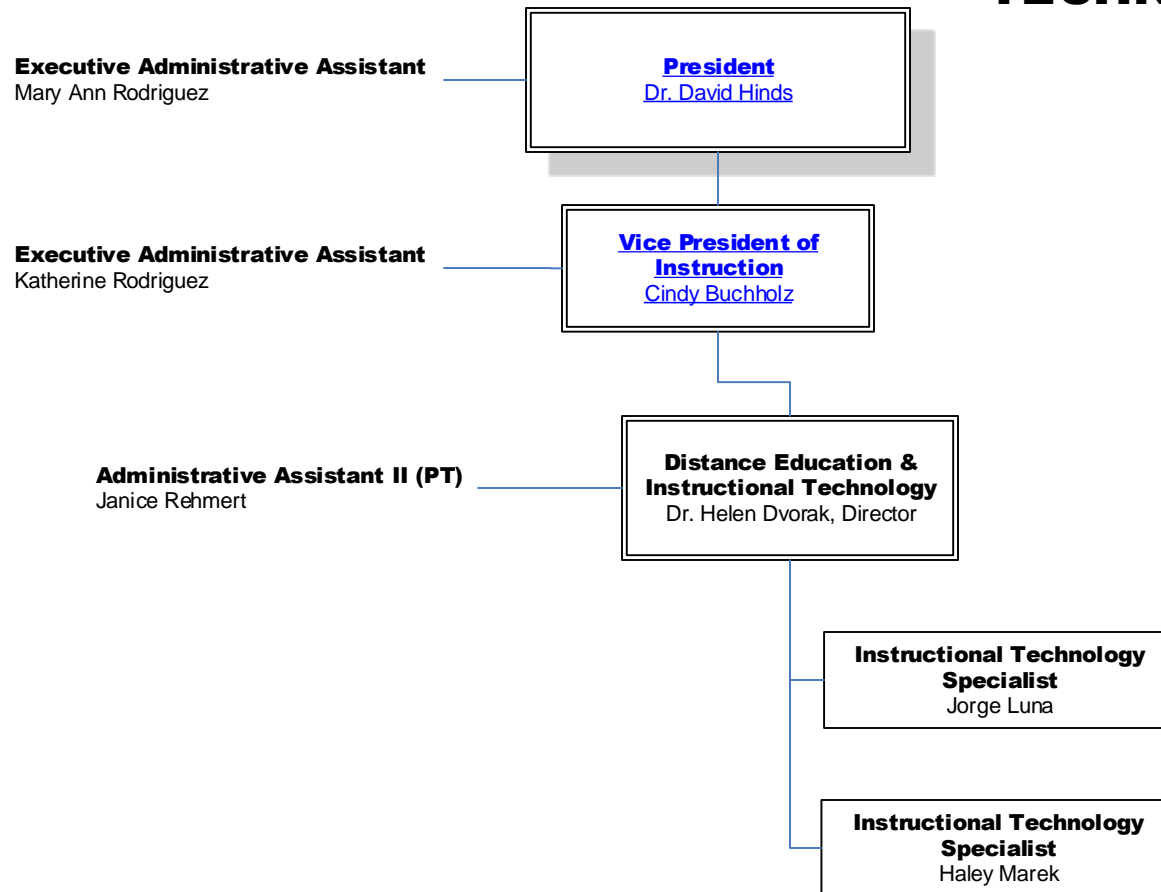 Executive Administrative Assistant
Mary Ann Rodriguez
President
Dr. David Hinds
Executive Administrative Assistant
Katherine Rodriguez
Vice President of
Instruction
Cindy Buchholz
Administrative Assistant II (PT)
Janice Rehmert
Distance Education &
Instructional Technology
Dr. Helen Dvorak, Director
Instructional Technology
Specialist
Jorge Luna
Instructional Technology
Specialist
Haley Marek